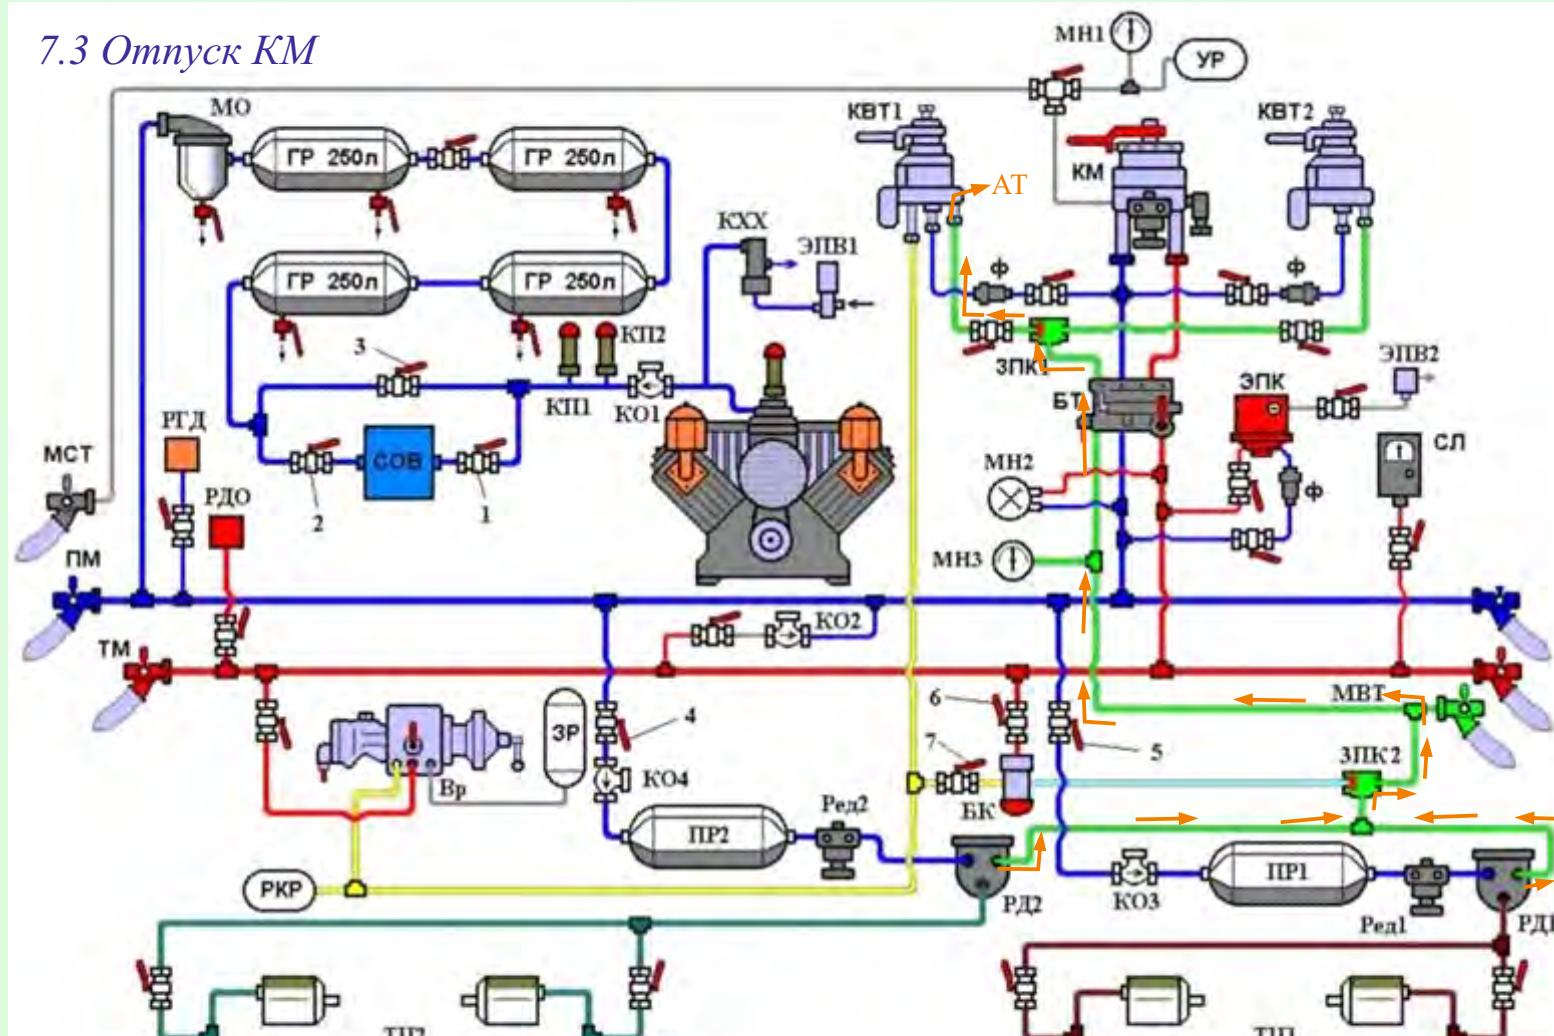 7.3 Отпуск КМ
МН1
УР
МО
КВТ1
КВТ2
ГР 250л
ГР 250л
КМ
АТ
КХХ
ЭПВ1
ГР 250л
ГР 250л
Ф
Ф
КП2
3
ЗПК1
ЭПВ2
ЭПК
КП1
КО1
БТ
РГД
МСТ
СОВ
МН2
СЛ
РДО
2
1
Ф
ПМ
МН3
КО2
ТМ
6
МВТ
ЗР
4
7
5
ЗПК2
Вр
КО4
Ред2
БК
ПР2
РКР
ПР1
КО3
РД2
Ред1
РД1
ТЦ2
ТЦ1